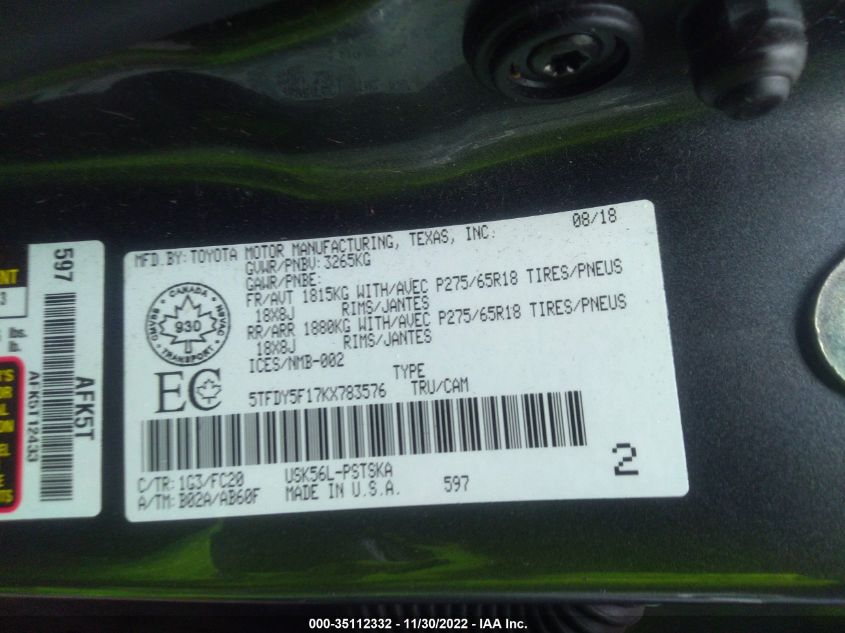 MFD.BY: TOYOTA MOTOR MANUFACTURING, TEXAS, INC. 08/18
GVWR/PNBV: 3265KG
GAWR/PNBE:
FR/AVT 1815KG WITH/AVEC P275/65R18 TIRES/PNEUS
18X8J RIMS/JANTES
RR/ARR 1880KG WITH/AVEC P275/65R18 TIRES/PNEUS
18X8J RIMS/JANTES
ICES/NMB-002
CANADA
930
TRANSPORT
EC
TYPE
5TFDY5F17KX783576 TRU/CAM
2
C/TR: 1G3/FC20 USK56L-PSTSKA
A/TM: B02A/AB60F MADE IN U.S.A. 597
597
AFK5T
AFK5T12433
lbs.
lb.
000-35112332 - 11/30/2022 - IAA Inc.